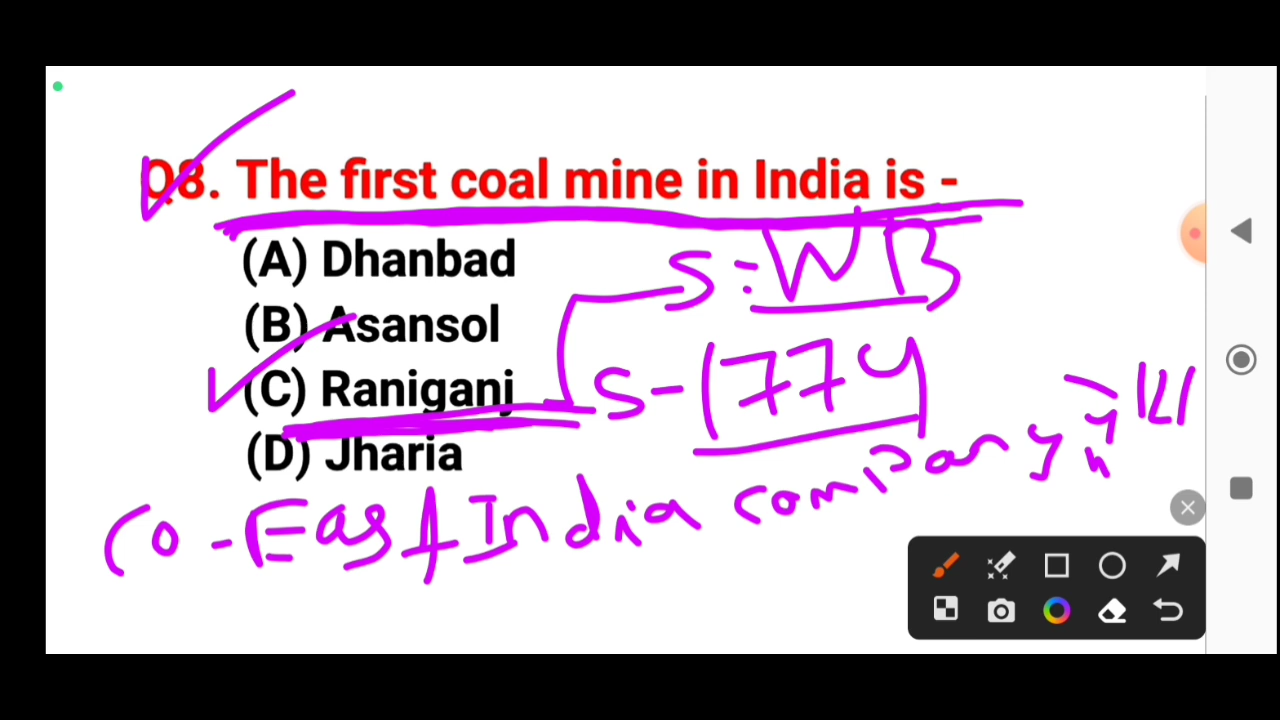 Q8. The first coal mine in India is -
(A) Dhanbad
S:- WB
(B) Asansol
(C) Raniganj
S- 1774
(D) Jharia
Co - East India company